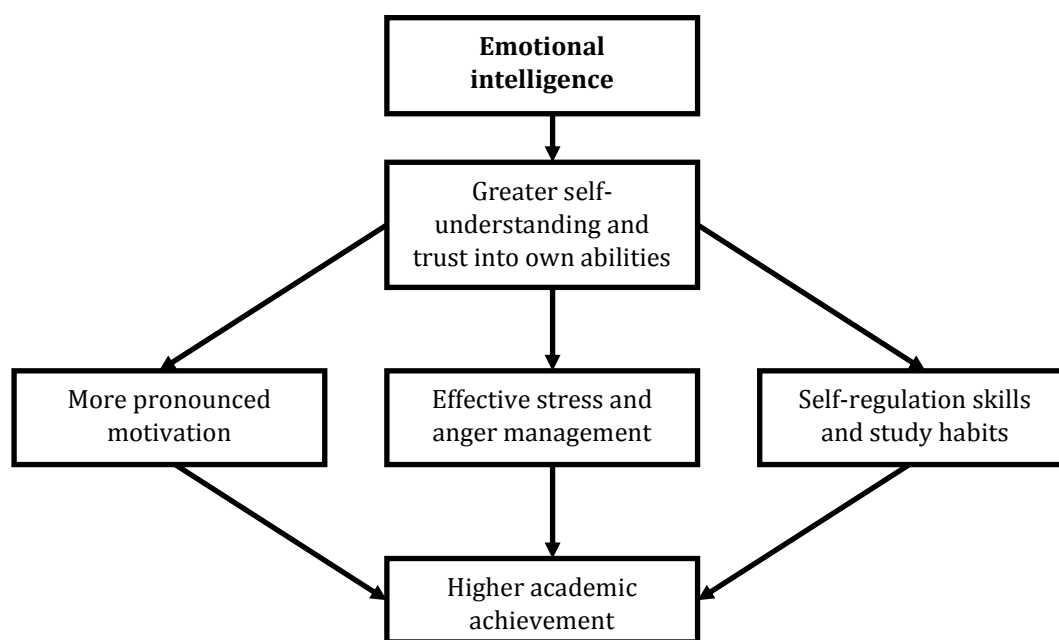 Emotional
intelligence
Greater self-
understanding and
trust into own abilities
More pronounced
motivation
Effective stress and
anger management
Self-regulation skills
and study habits
Higher academic
achievement